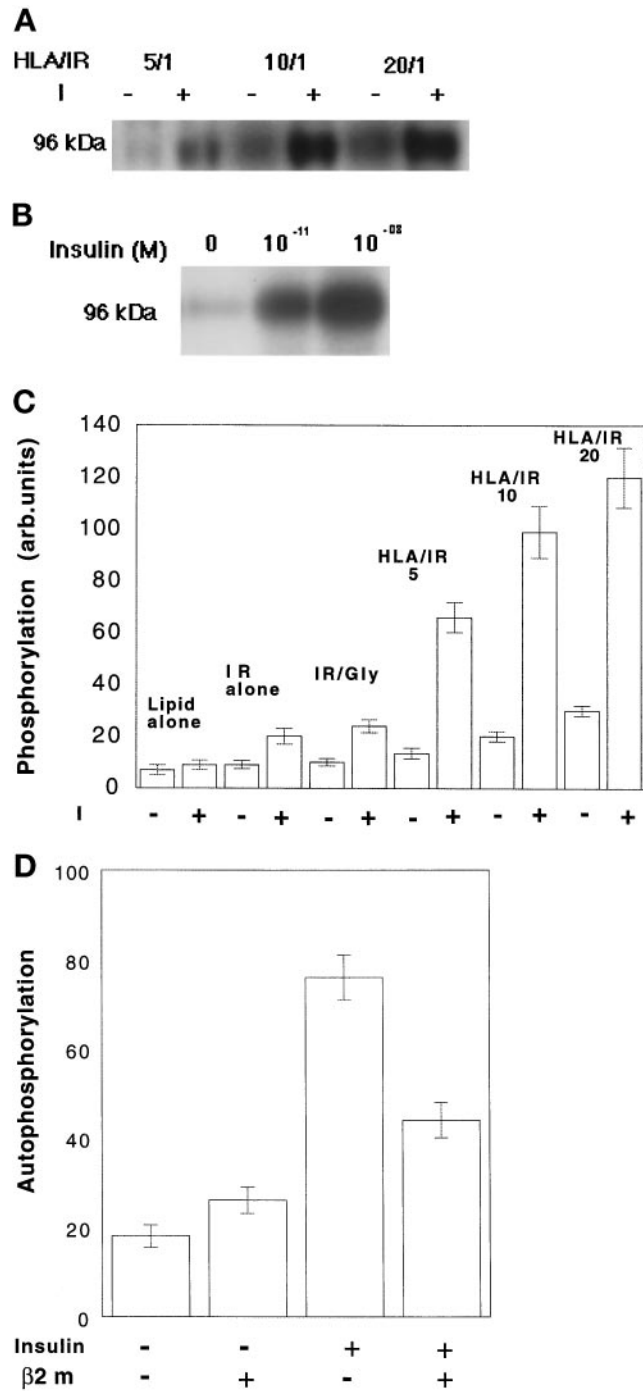 A
HLA/IR 5/1 10/1 20/1
I - + - + - +
96 kDa
B
Insulin (M) 0 10⁻¹¹ 10⁻⁰⁸
96 kDa
C
Phosphorylation (arb.units)
140
120
100
80
60
40
20
0
Lipid
alone
I R
alone
IR/Gly
HLA/IR
5
HLA/IR
10
HLA/IR
20
I - + - + - + - + - + - +
D
Autophosphorylation
100
80
60
40
20
0
Insulin - - + +
β2 m - + - +